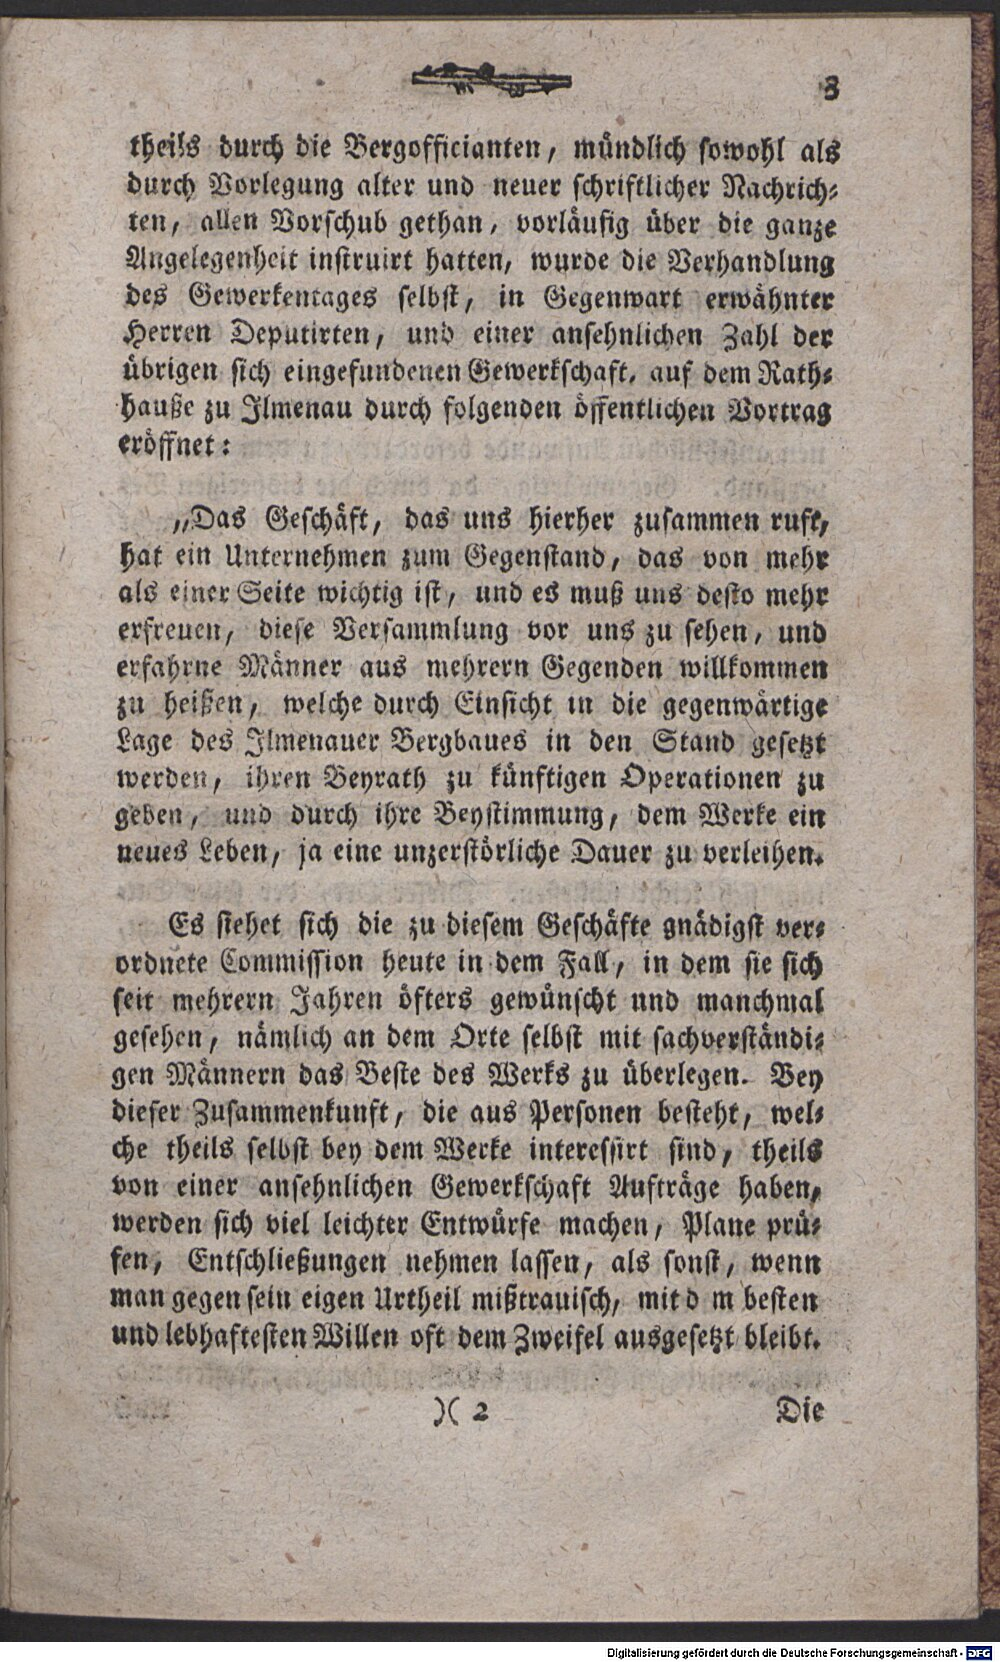 3
theils durch die Bergofficianten, mündlich sowohl als
durch Vorlegung alter und neuer schriftlicher Nachrich-
ten, allen Vorschub gethan, vorläufig über die ganze
Angelegenheit instruirt hatten, wurde die Verhandlung
des Gewerkentages selbst, in Gegenwart erwähnter
Herren Deputirten, und einer ansehnlichen Zahl der
übrigen sich eingefundenen Gewerkschaft, auf dem Rath-
hauße zu Ilmenau durch folgenden öffentlichen Vortrag
eröffnet:
„Das Geschäft, das uns hierher zusammen ruft,
hat ein Unternehmen zum Gegenstand, das von mehr
als einer Seite wichtig ist, und es muß uns desto mehr
erfreuen, diese Versammlung vor uns zu sehen, und
erfahrne Männer aus mehrern Gegenden willkommen
zu heißen, welche durch Einsicht in die gegenwärtige
Lage des Ilmenauer Bergbaues in den Stand gesetzt
werden, ihren Beyrath zu künftigen Operationen zu
geben, und durch ihre Beystimmung, dem Werke ein
neues Leben, ja eine unzerstörliche Dauer zu verleihen.
Es siehet sich die zu diesem Geschäfte gnädigst ver-
ordnete Commission heute in dem Fall, in dem sie sich
seit mehrern Jahren öfters gewünscht und manchmal
gesehen, nämlich an dem Orte selbst mit sachverständi-
gen Männern das Beste des Werks zu überlegen. Bey
dieser Zusammenkunft, die aus Personen besteht, wel-
che theils selbst bey dem Werke interessirt sind, theils
von einer ansehnlichen Gewerkschaft Aufträge haben,
werden sich viel leichter Entwürfe machen, Plane prü-
fen, Entschließungen nehmen lassen, als sonst, wenn
man gegen sein eigen Urtheil mißtrauisch, mit d m besten
und lebhaftesten Willen oft dem Zweifel ausgesetzt bleibt.
)( 2 Die
Digitalisierung gefördert durch die Deutsche Forschungsgemeinschaft - DFG